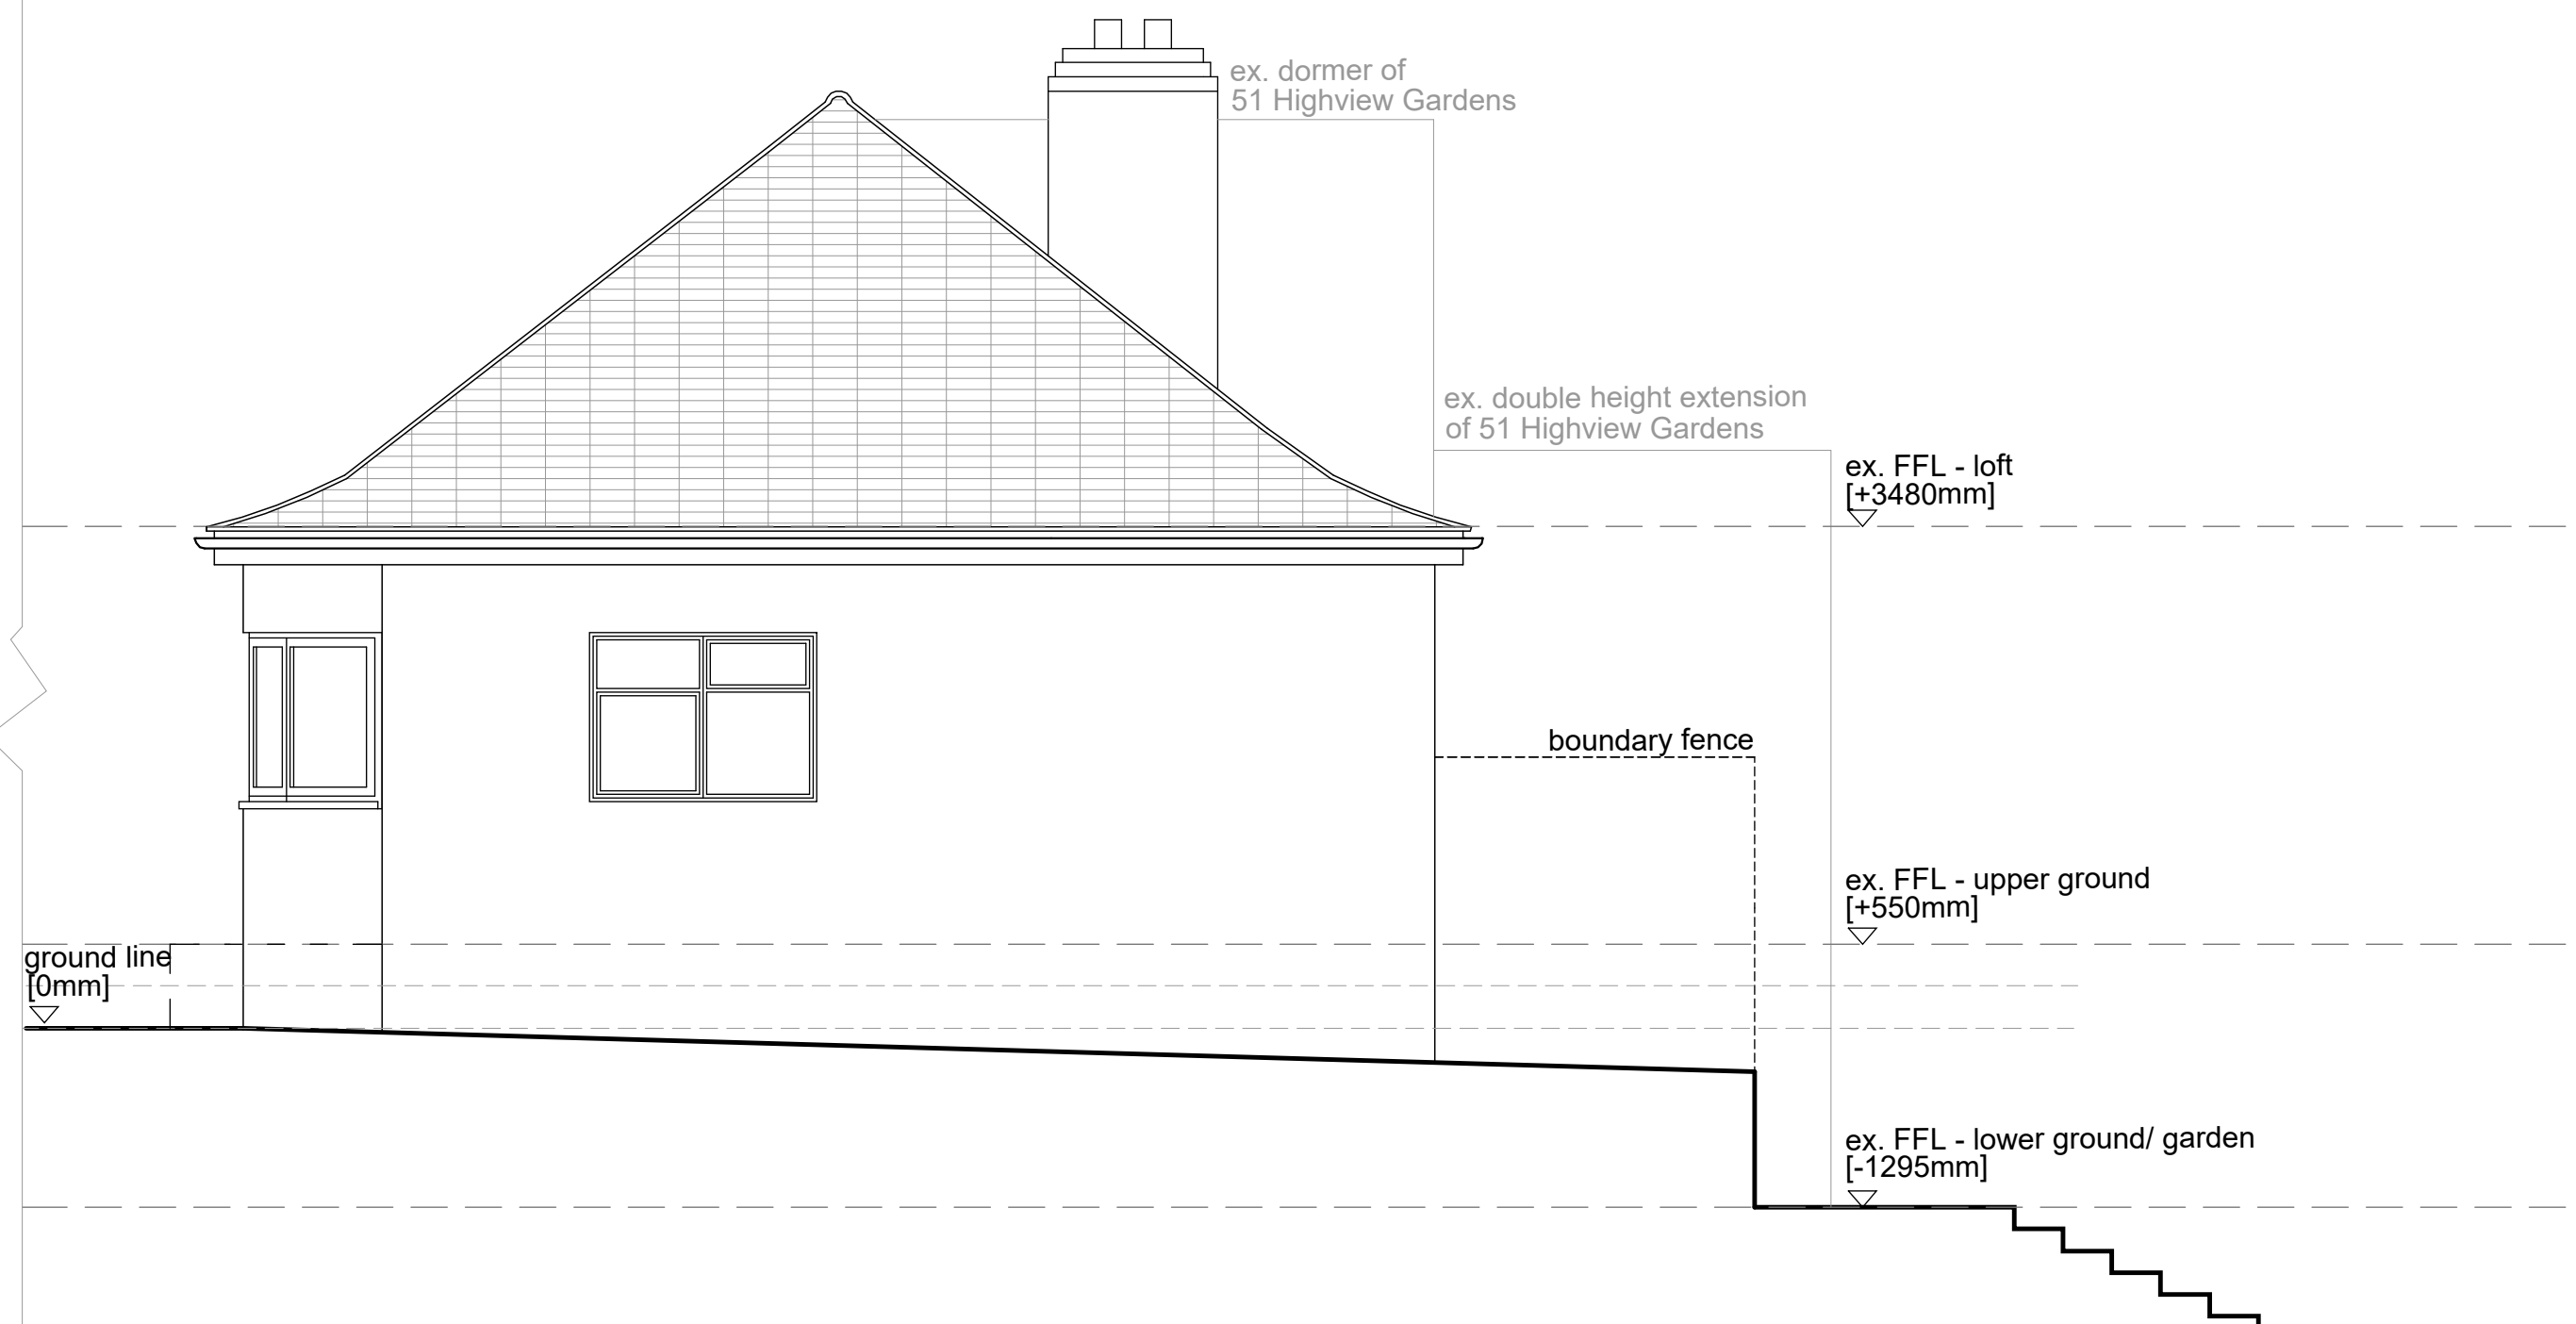 ex. dormer of
51 Highview Gardens
ex. double height extension
of 51 Highview Gardens
ex. FFL - loft
[+3480mm]
boundary fence
ex. FFL - upper ground
[+550mm]
ground line
[0mm]
ex. FFL - lower ground/ garden
[-1295mm]